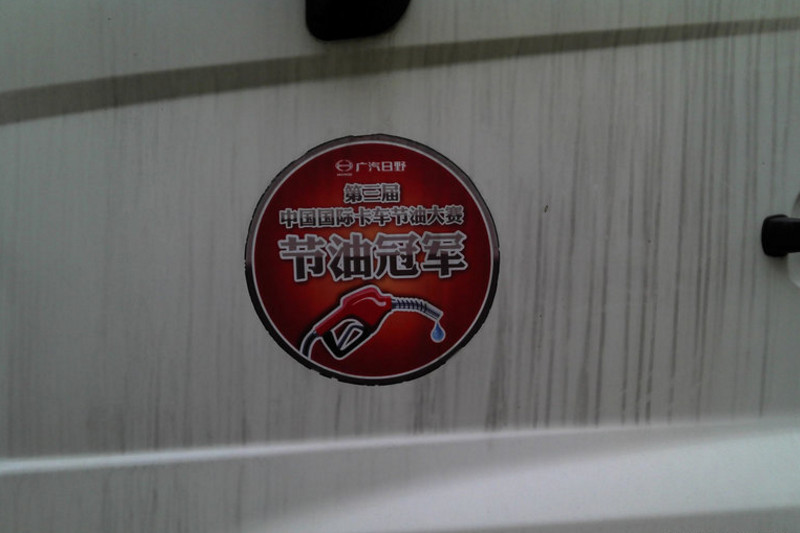 广汽日野
第三届
中国国际卡车节油大赛
节油冠军